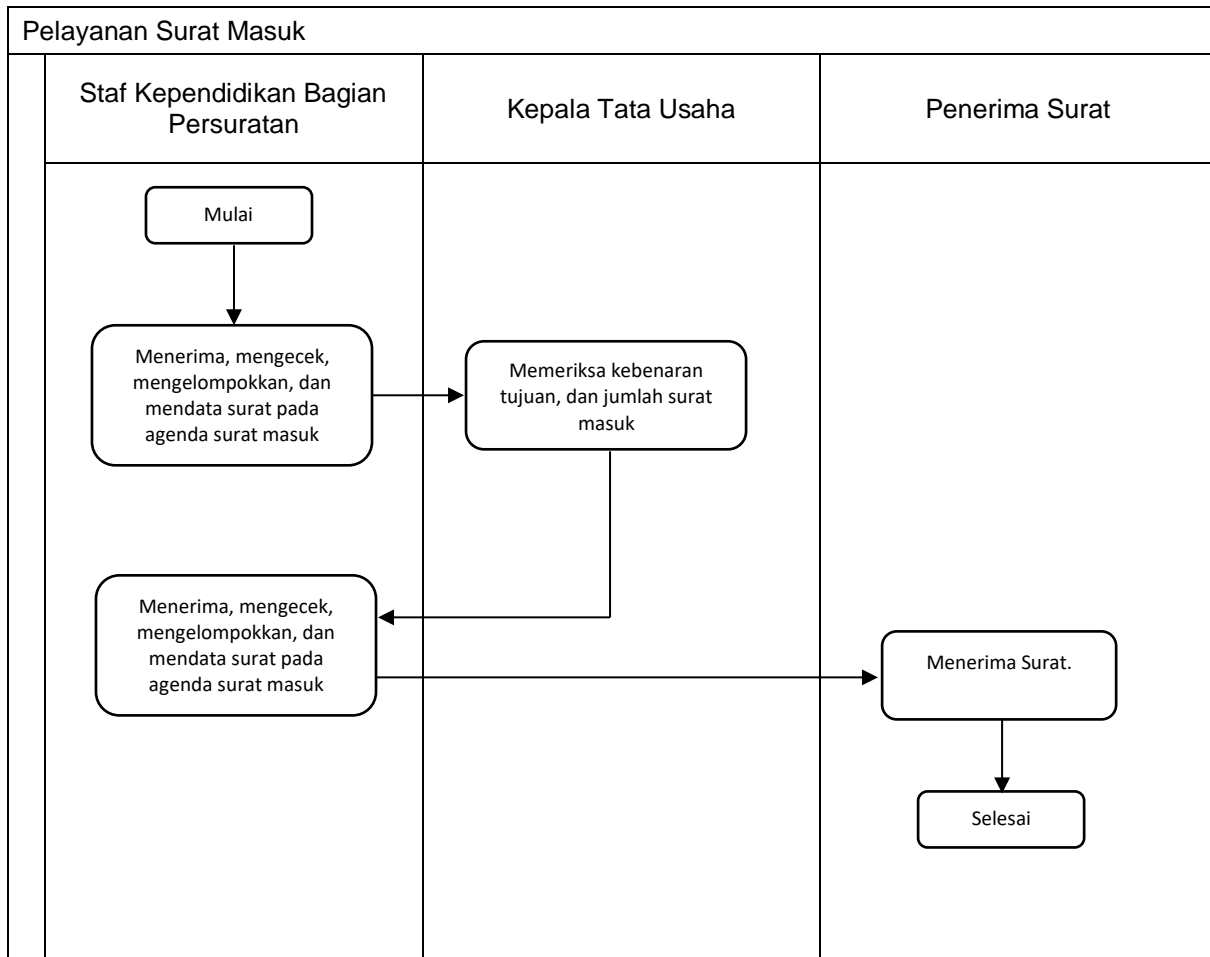 Pelayanan Surat Masuk
Staf Kependidikan Bagian
Persuratan
Kepala Tata Usaha
Penerima Surat
Mulai
Menerima, mengecek,
mengelompokkan, dan
mendata surat pada
agenda surat masuk
Memeriksa kebenaran
tujuan, dan jumlah surat
masuk
Menerima, mengecek,
mengelompokkan, dan
mendata surat pada
agenda surat masuk
Menerima Surat.
Selesai